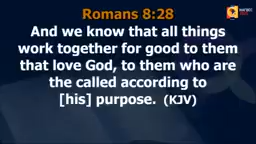 Romans 8:28
And we know that all things
work together for good to them
that love God, to them who are
the called according to
[his] purpose. (KJV)